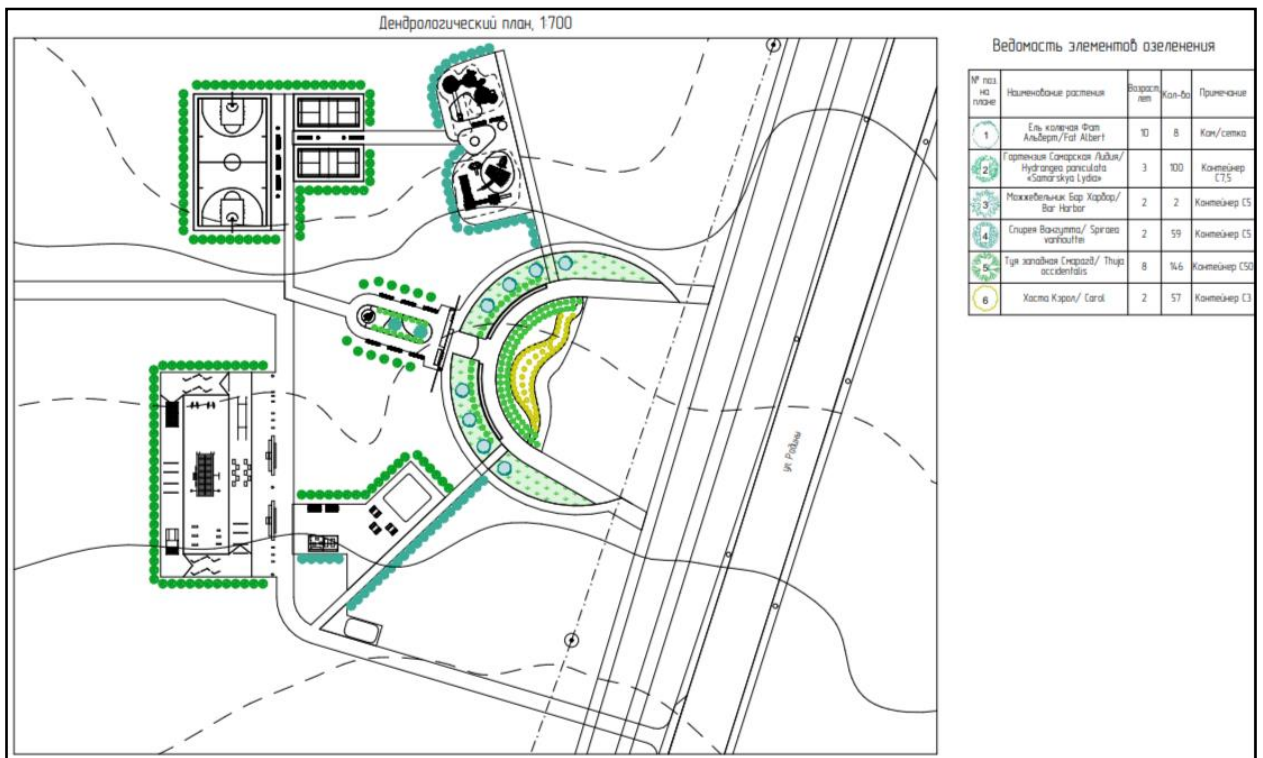 Дендрологический план, 1:700
Ведомость элементов озеленения
№ поз. на плане
Наименование растения
Возраст, лет
Кол-во
Примечание
1
Ель колючая Фат
Альберт/Fat Albert
10
8
Ком/сетка
2
Гортензия Самарская Лидия/
Hydrangea paniculata
«Samarskya Lydia»
3
100
Контейнер
С7,5
3
Можжевельник Бар Харбор/
Bar Harbor
2
2
Контейнер С5
4
Спирея Вангутта/ Spiraea
vanhouttei
2
59
Контейнер С5
5
Туя западная Смарагд/ Thuja
occidentalis
8
146
Контейнер С50
6
Хоста Кэрол/ Carol
2
57
Контейнер С3
ул. Родины